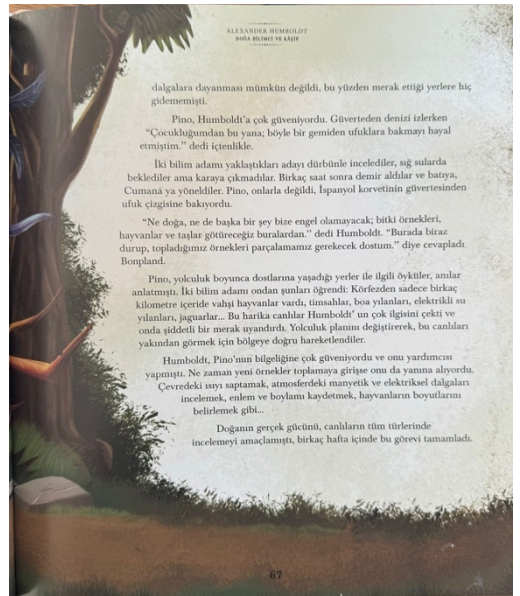 ALEXANDER HUMBOLDT
DOĞA BİLİMCİ VE KÂŞİF
dalgalara dayanması mümkün değildi, bu yüzden merak ettiği yerlere hiç
gidememişti.
Pino, Humboldt'a çok güveniyordu. Güverteden denizi izlerken
"Çocukluğumdan bu yana; böyle bir gemiden ufuklara bakmayı hayal
etmiştim." dedi içtenlikle.
İki bilim adamı yaklaştıkları adayı dürbünle incelediler, sığ sularda
beklediler ama karaya çıkmadılar. Birkaç saat sonra demir aldılar ve batıya,
Cumaná ya yöneldiler. Pino, onlarla değildi, İspanyol korvetinin güvertesinden
ufuk çizgisine bakıyordu.
"Ne doğa, ne de başka bir şey bize engel olamayacak; bitki örnekleri,
hayvanlar ve taşlar götüreceğiz buralardan." dedi Humboldt. "Burada biraz
durup, topladığımız örnekleri parçalamamız gerekecek dostum." diye cevapladı
Bonpland.
Pino, yolculuk boyunca dostlarına yaşadığı yerler ile ilgili öyküler, anılar
anlatmıştı. İki bilim adamı ondan şunları öğrendi: Körfezden sadece birkaç
kilometre içeride vahşi hayvanlar vardı, timsahlar, boa yılanları, elektrikli su
yılanları, jaguarlar... Bu harika canlılar Humboldt' un çok ilgisini çekti ve
onda şiddetli bir merak uyandırdı. Yolculuk planını değiştirerek, bu canlıları
yakından görmek için bölgeye doğru hareketlendiler.
Humboldt, Pino'nun bilgeliğine çok güveniyordu ve onu yardımcısı
yapmıştı. Ne zaman yeni örnekler toplamaya girişse onu da yanına alıyordu.
Çevredeki ısıyı saptamak, atmosferdeki manyetik ve elektriksel dalgaları
incelemek, enlem ve boylamı kaydetmek, hayvanların boyutlarını
belirlemek gibi...
Doğanın gerçek gücünü, canlıların tüm türlerinde
incelemeyi amaçlamıştı, birkaç hafta içinde bu görevi tamamladı.
67